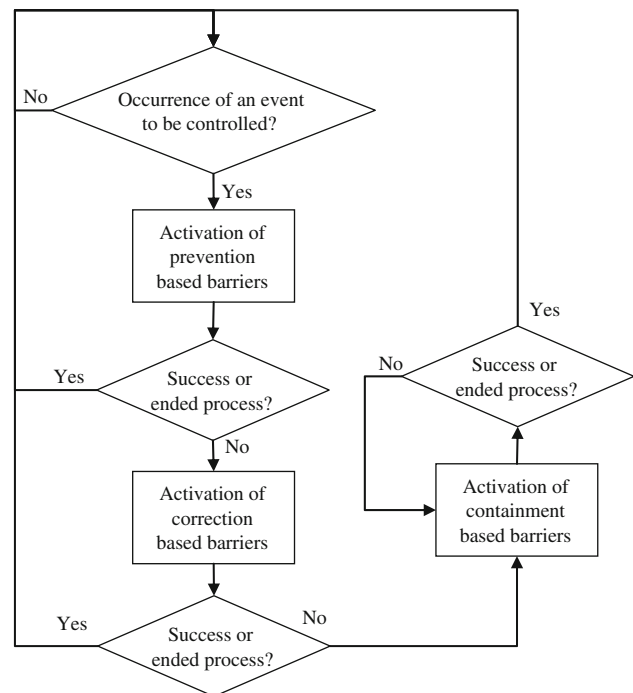 No
Occurrence of an event
to be controlled?
Yes
Activation of
prevention
based barriers
Yes
Success or
ended process?
No
Activation of
correction
based barriers
Yes
Success or
ended process?
No
Yes
No
Success or
ended process?
Activation of
containment
based barriers